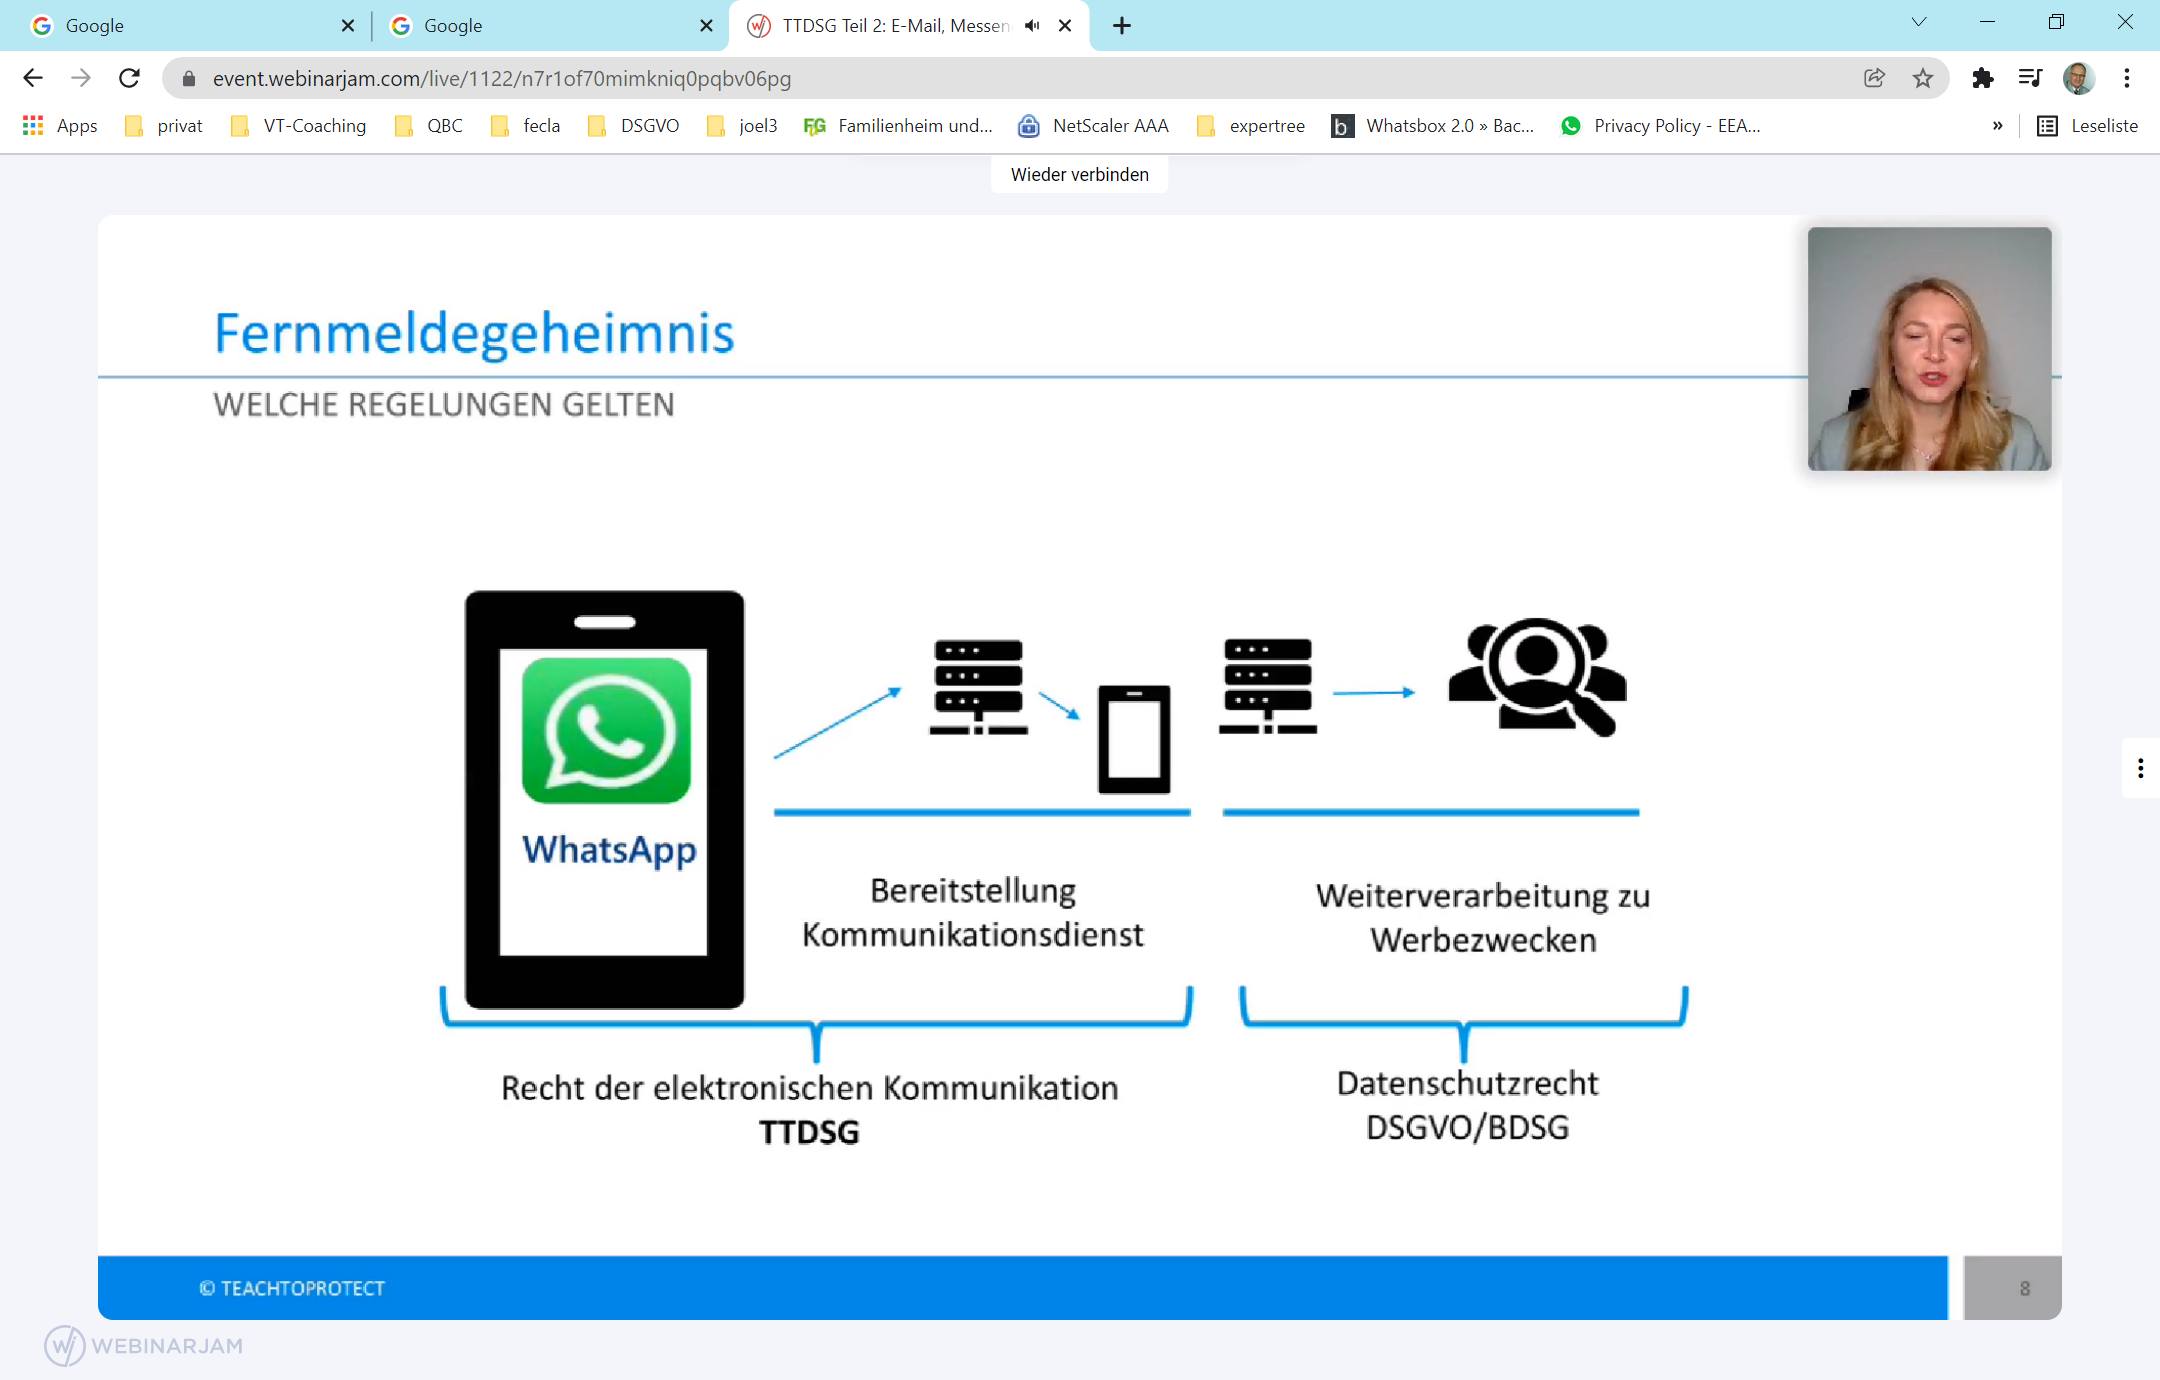 Google
Google
TTDSG Teil 2: E-Mail, Messen
event.webinarjam.com/live/1122/n7r1of70mimkniq0pqbv06pg
Apps
privat
VT-Coaching
QBC
fecla
DSGVO
joel3
Familienheim und...
NetScaler AAA
expertree
Whatsbox 2.0 » Bac...
Privacy Policy - EEA...
»
Leseliste
Wieder verbinden
Fernmeldegeheimnis
WELCHE REGELUNGEN GELTEN
WhatsApp
Bereitstellung
Kommunikationsdienst
Weiterverarbeitung zu
Werbezwecken
Recht der elektronischen Kommunikation
TTDSG
Datenschutzrecht
DSGVO/BDSG
© TEACHTOPROTECT
8
WEBINARJAM